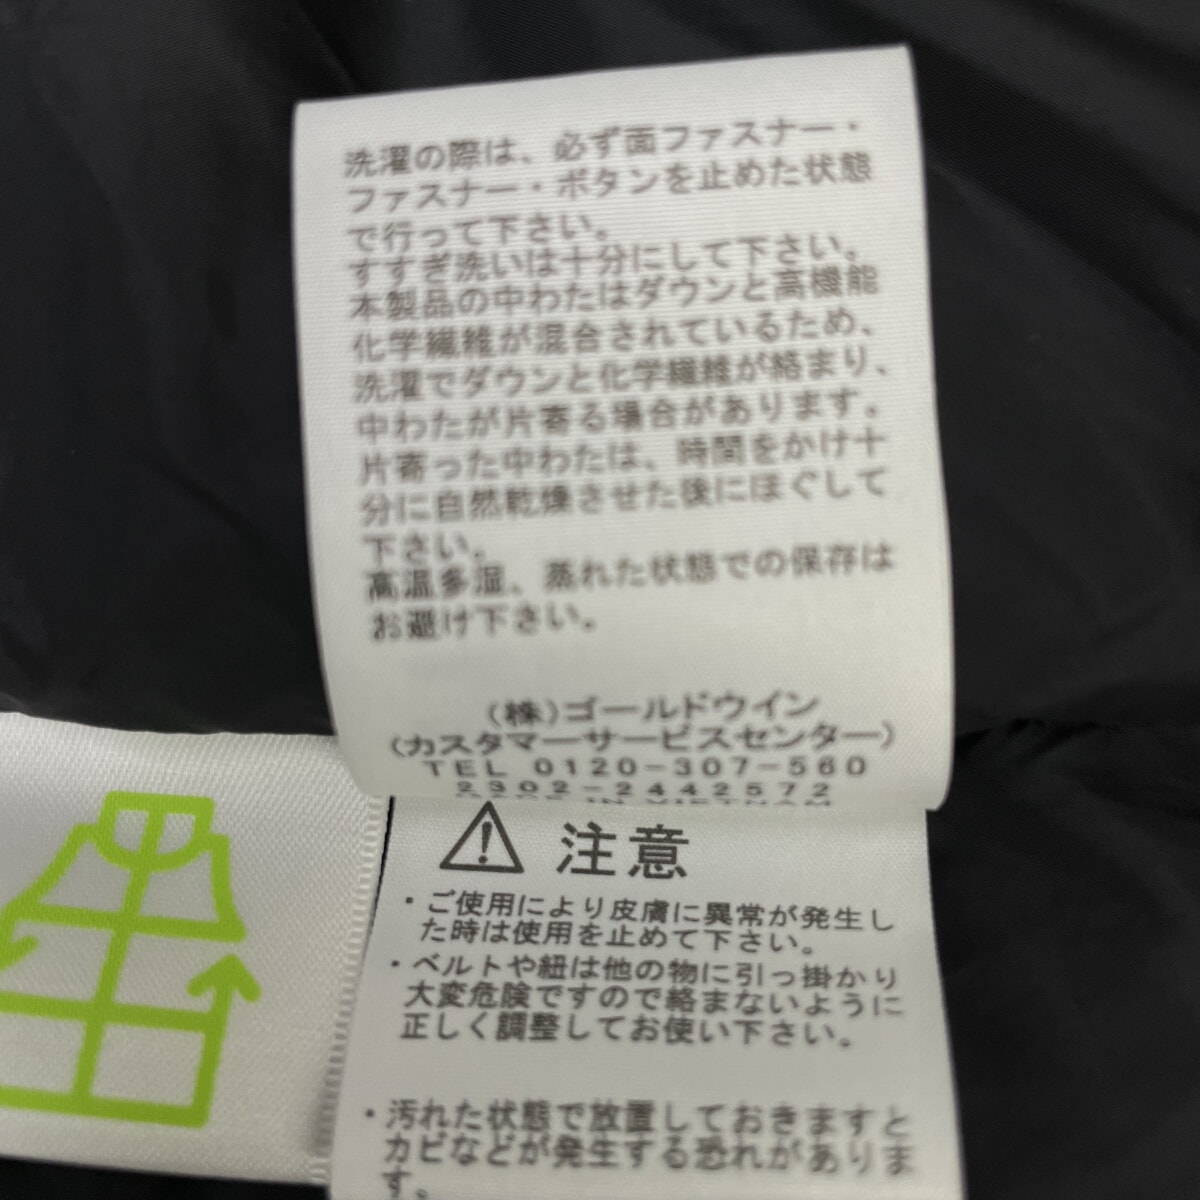 洗濯の際は、必ず面ファスナー・
ファスナー・ボタンを止めた状態
で行って下さい。
すすぎ洗いは十分にして下さい。
本製品の中わたはダウンと高機能
化学繊維が混合されているため、
洗濯でダウンと化学繊維が絡まり、
中わたが片寄る場合があります。
片寄った中わたは、時間をかけ十
分に自然乾燥させた後にほぐして
下さい。
高温多湿、蒸れた状態での保存は
お避け下さい。
(株)ゴールドウイン
(カスタマーサービスセンター)
TEL 0120-307-560
2302-2442572
MADE IN VIETNAM
注意
・ご使用により皮膚に異常が発生し
た時は使用を止めて下さい。
・ベルトや紐は他の物に引っ掛かり
大変危険ですので絡まないように
正しく調整してお使い下さい。
・汚れた状態で放置しておきますと
カビなどが発生する恐れがありま
す。